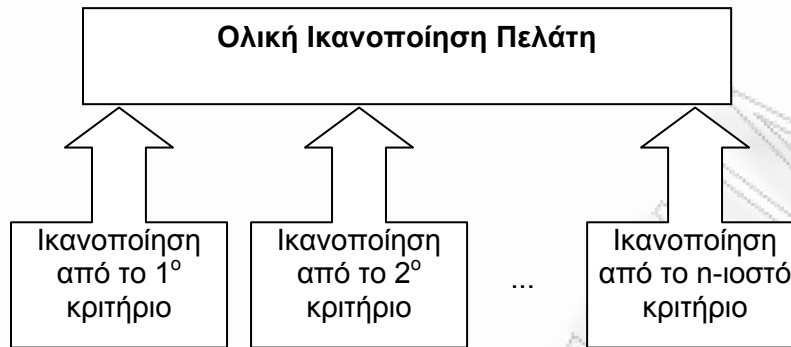 Ολική Ικανοποίηση Πελάτη
Ικανοποίηση
από το 1ο
κριτήριο
Ικανοποίηση
από το 2ο
κριτήριο
...
Ικανοποίηση
από το n-ιοστό
κριτήριο